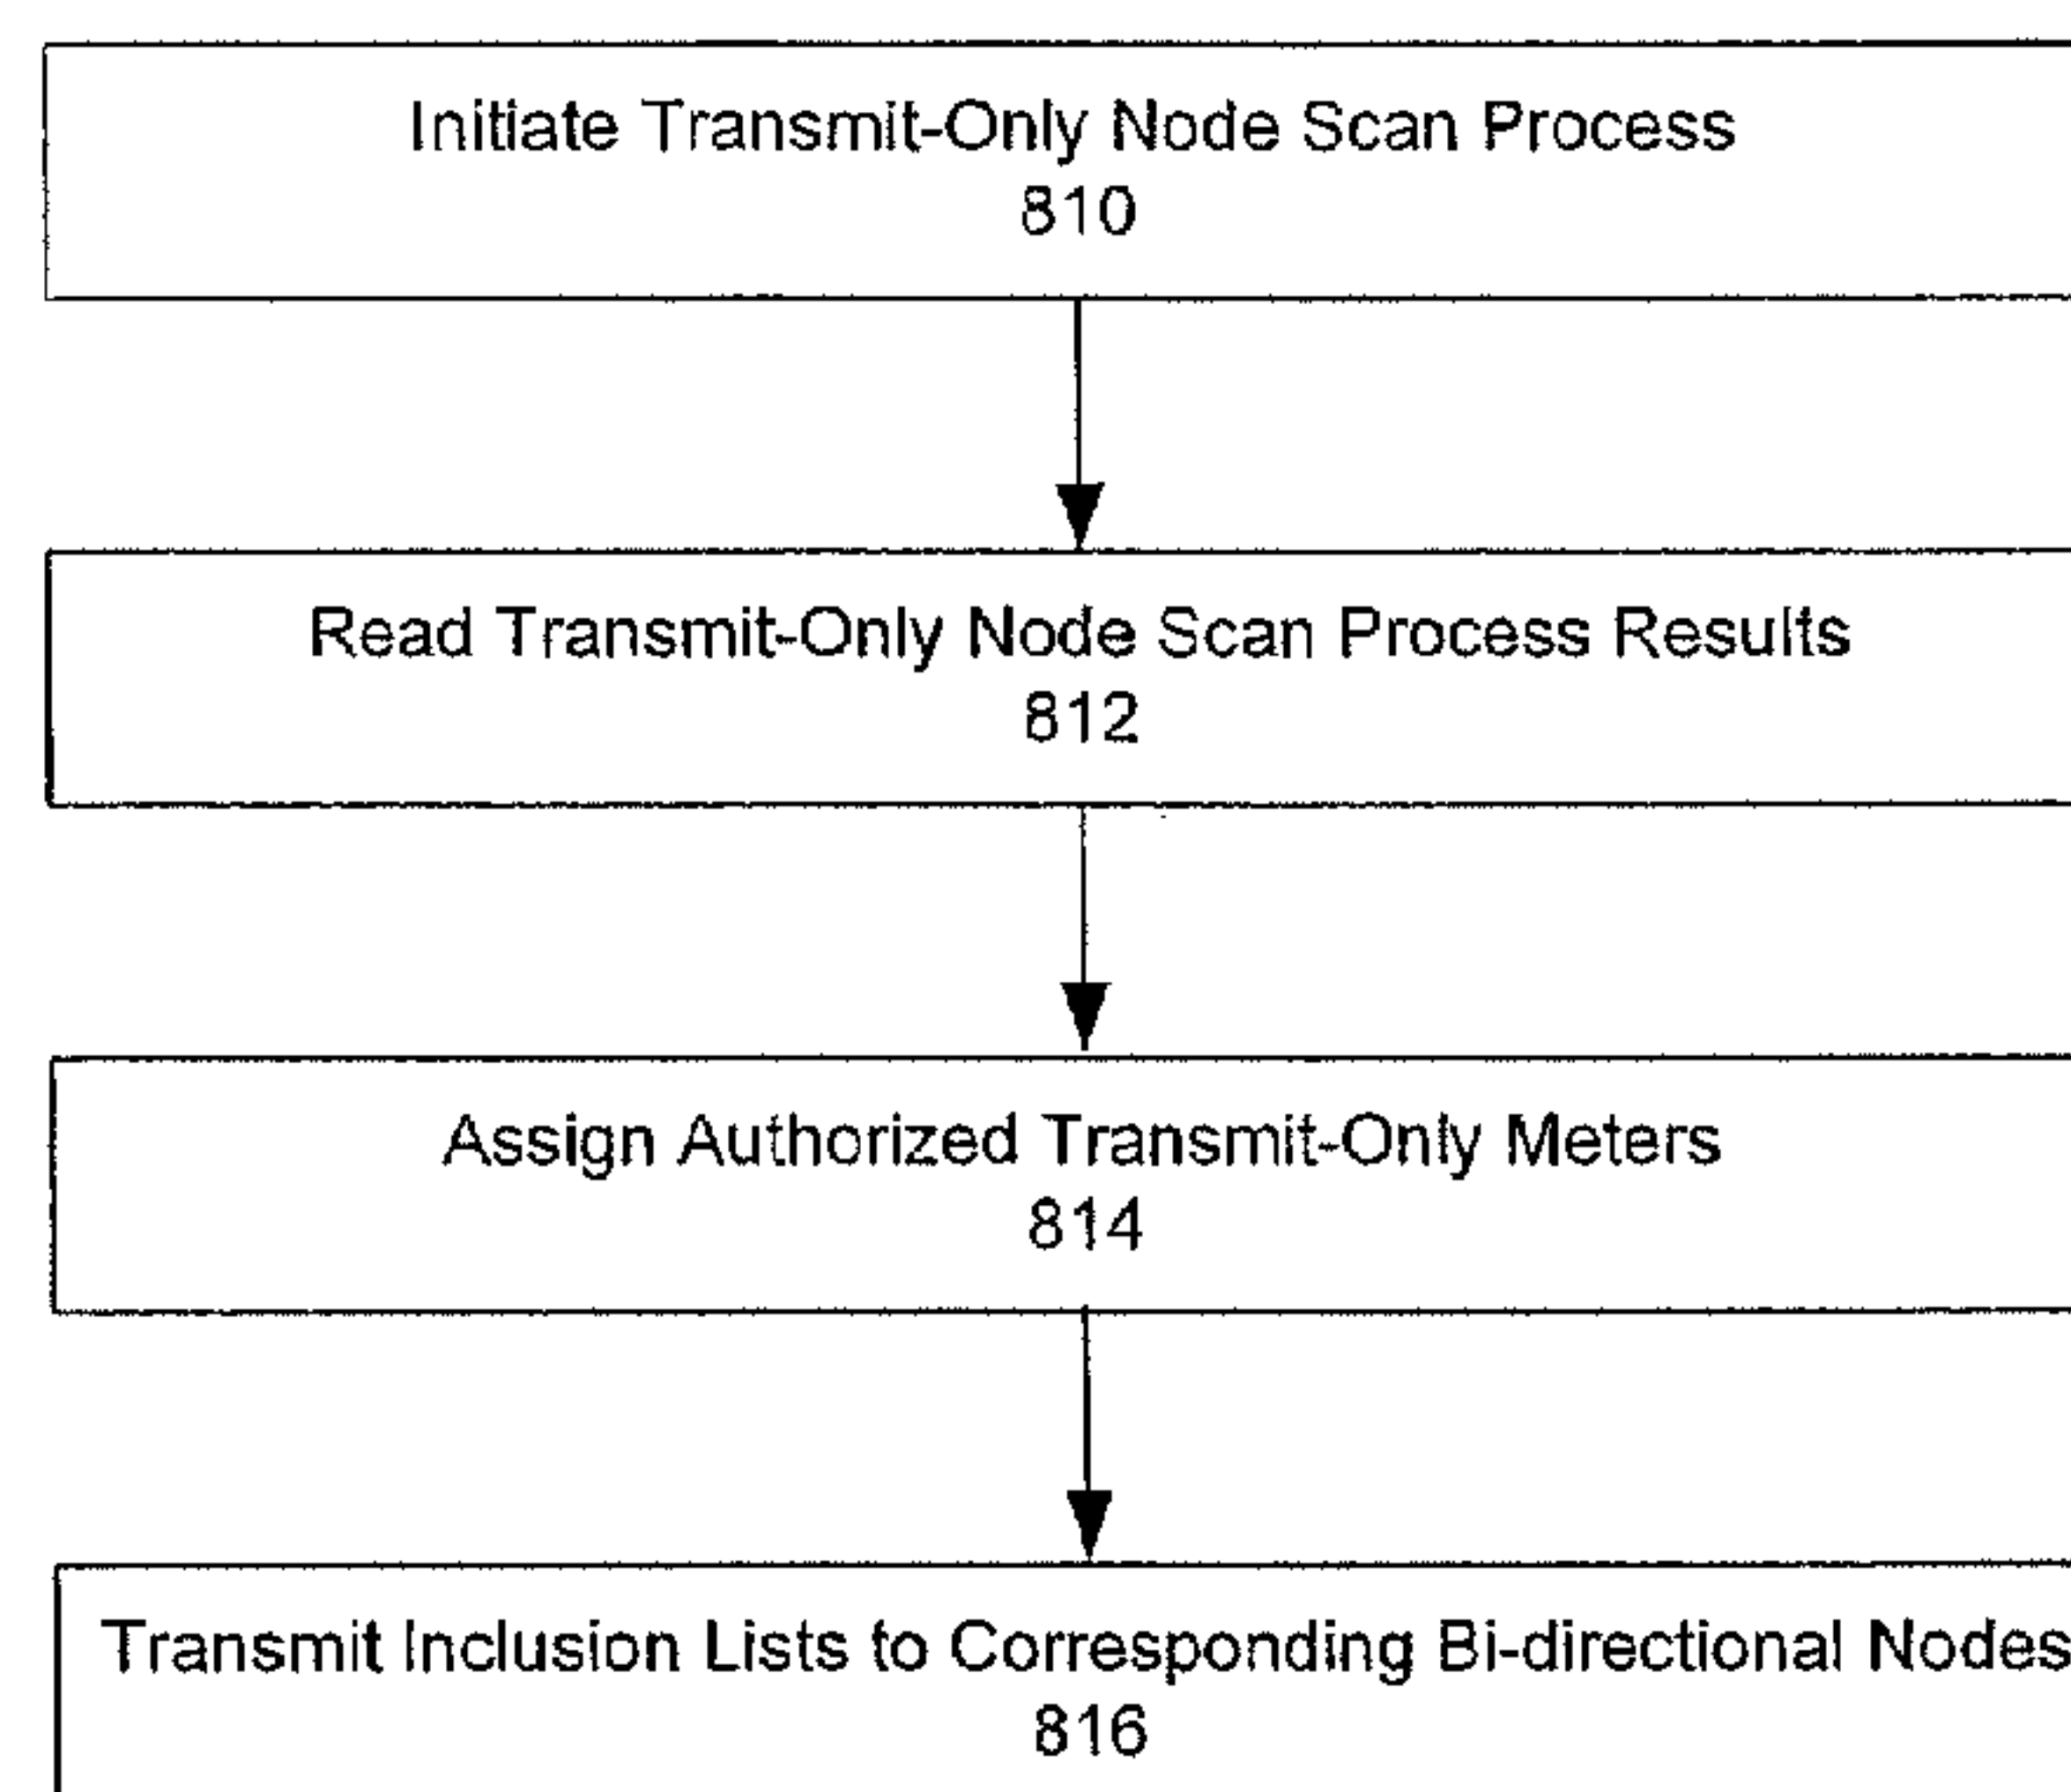 Initiate Transmit-Only Node Scan Process
810
Read Transmit-Only Node Scan Process Results
812
Assign Authorized Transmit-Only Meters
814
Transmit Inclusion Lists to Corresponding Bi-directional Nodes
816